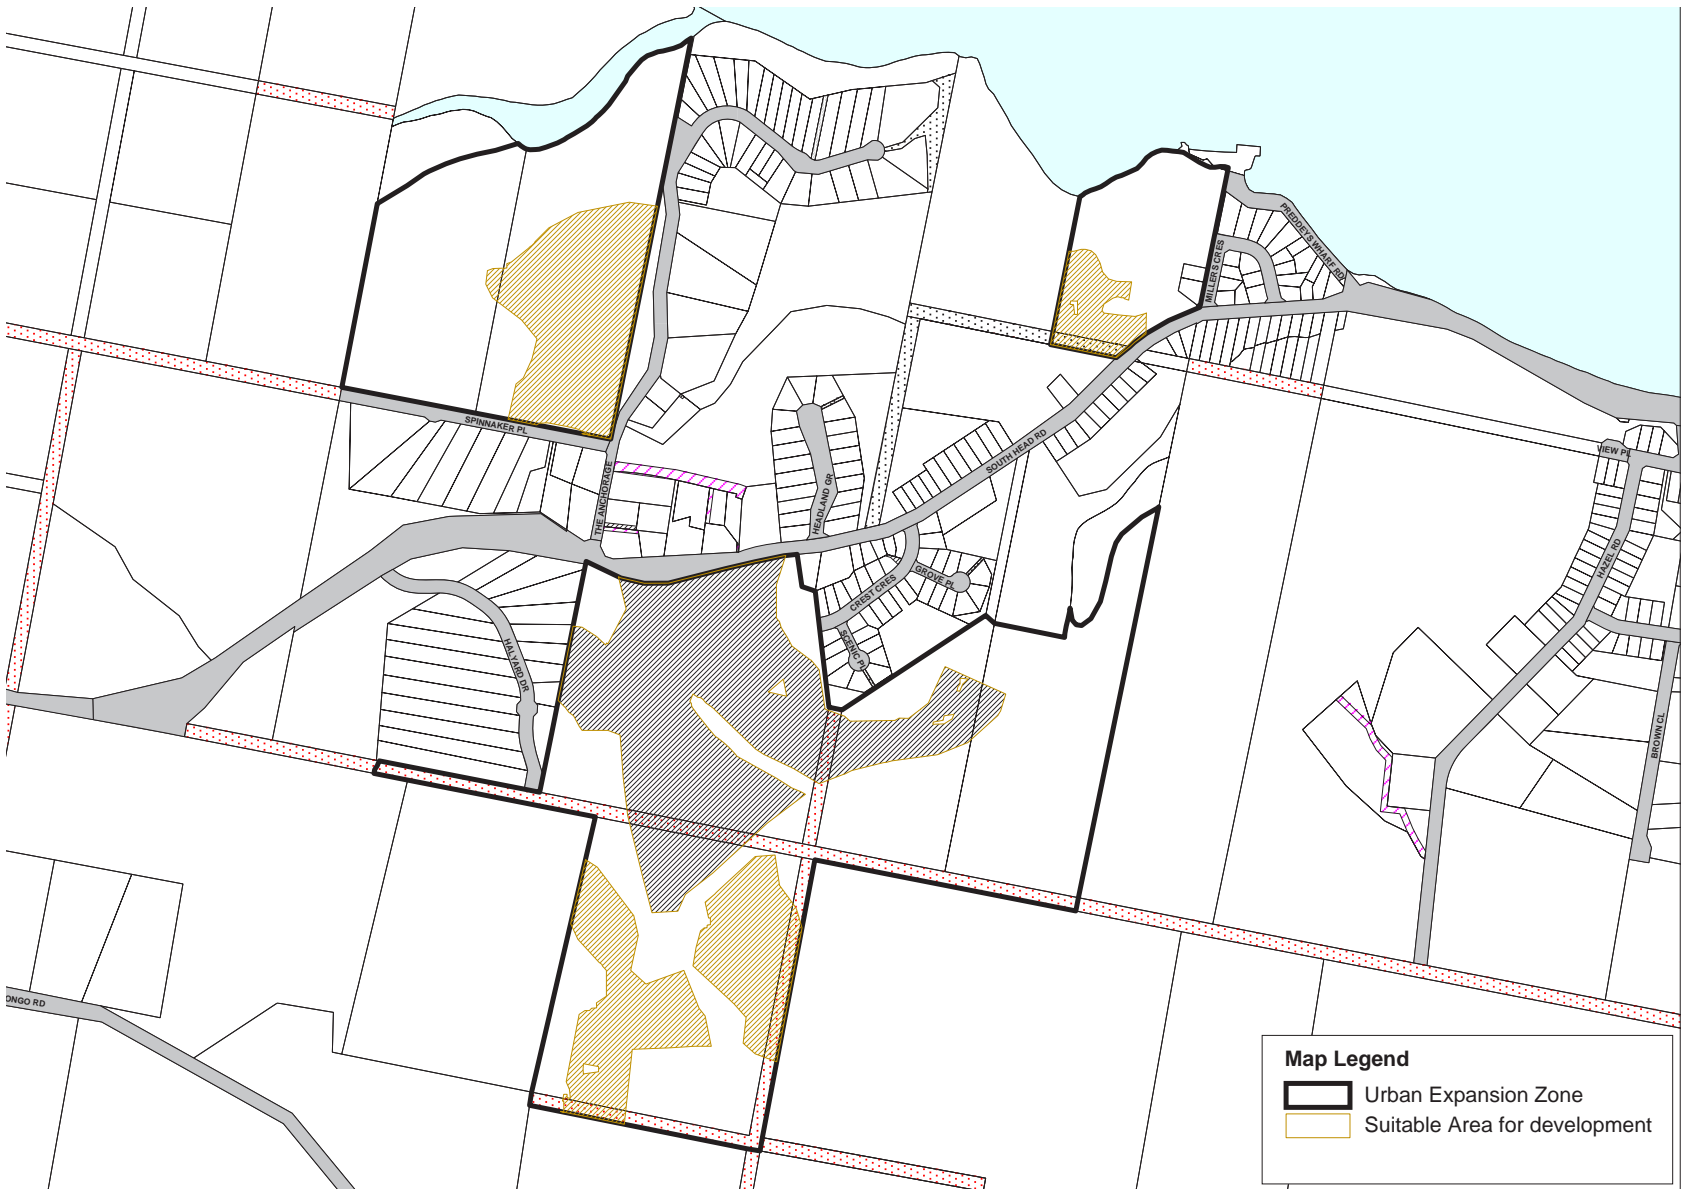 PREDDEYS WHARF RD
MILLERS CRES
SPINNAKER PL
SOUTH HEAD RD
VIEW PL
THE ANCHORAGE
HEADLAND GR
HAZEL RD
GROVE PL
CREST CRES
SCENIC PL
HALYARD DR
BROWN CL
ONGO RD
Map Legend
Urban Expansion Zone
Suitable Area for development